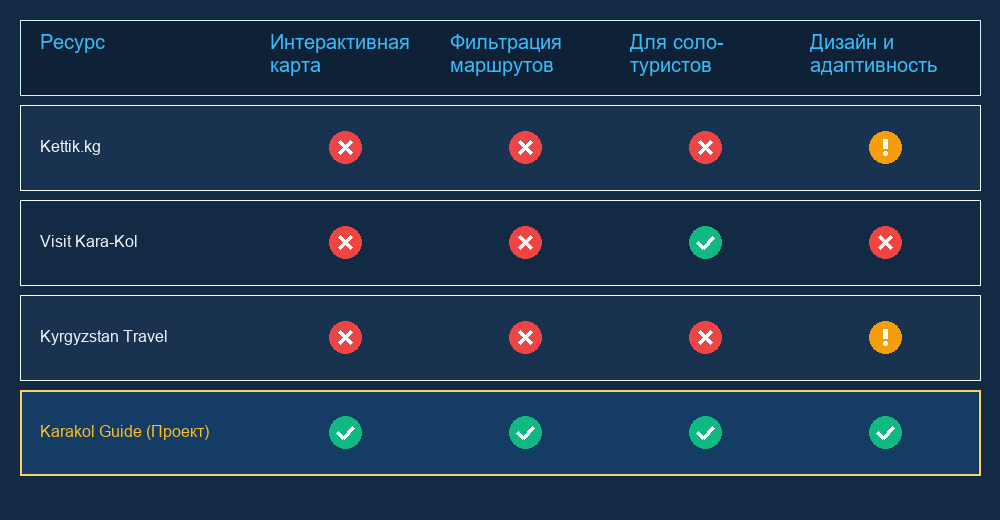 Ресурс
Интерактивная
карта
Фильтрация
маршрутов
Для соло-
туристов
Дизайн и
адаптивность
Kettik.kg
Visit Kara-Kol
Kyrgyzstan Travel
Karakol Guide (Проект)